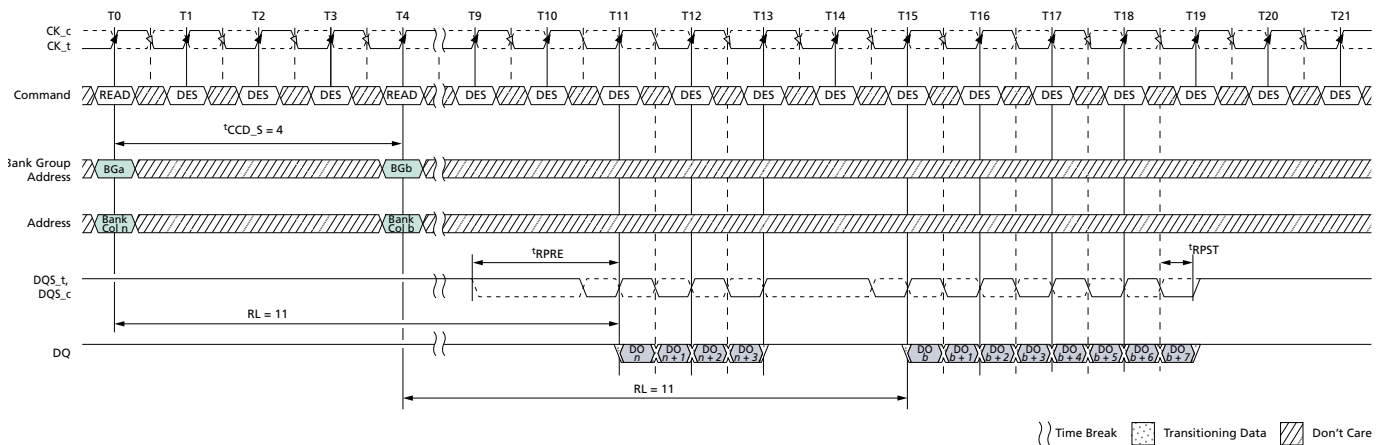 T0 T1 T2 T3 T4 T9 T10 T11 T12 T13 T14 T15 T16 T17 T18 T19 T20 T21
CK_c
CK_t
Command READ DES DES DES READ DES DES DES DES DES DES DES DES DES DES DES DES DES
tCCD_S = 4
Bank Group
Address
BGa BGb
Address
Bank
Col n
Bank
Col b
tRPRE tRPST
DQS_t,
DQS_c
RL = 11
DQ
DO
n
DO
n + 1
DO
n + 2
DO
n + 3
DO
b
DO
b + 1
DO
b + 2
DO
b + 3
DO
b + 4
DO
b + 5
DO
b + 6
DO
b + 7
RL = 11
Time Break Transitioning Data Don't Care